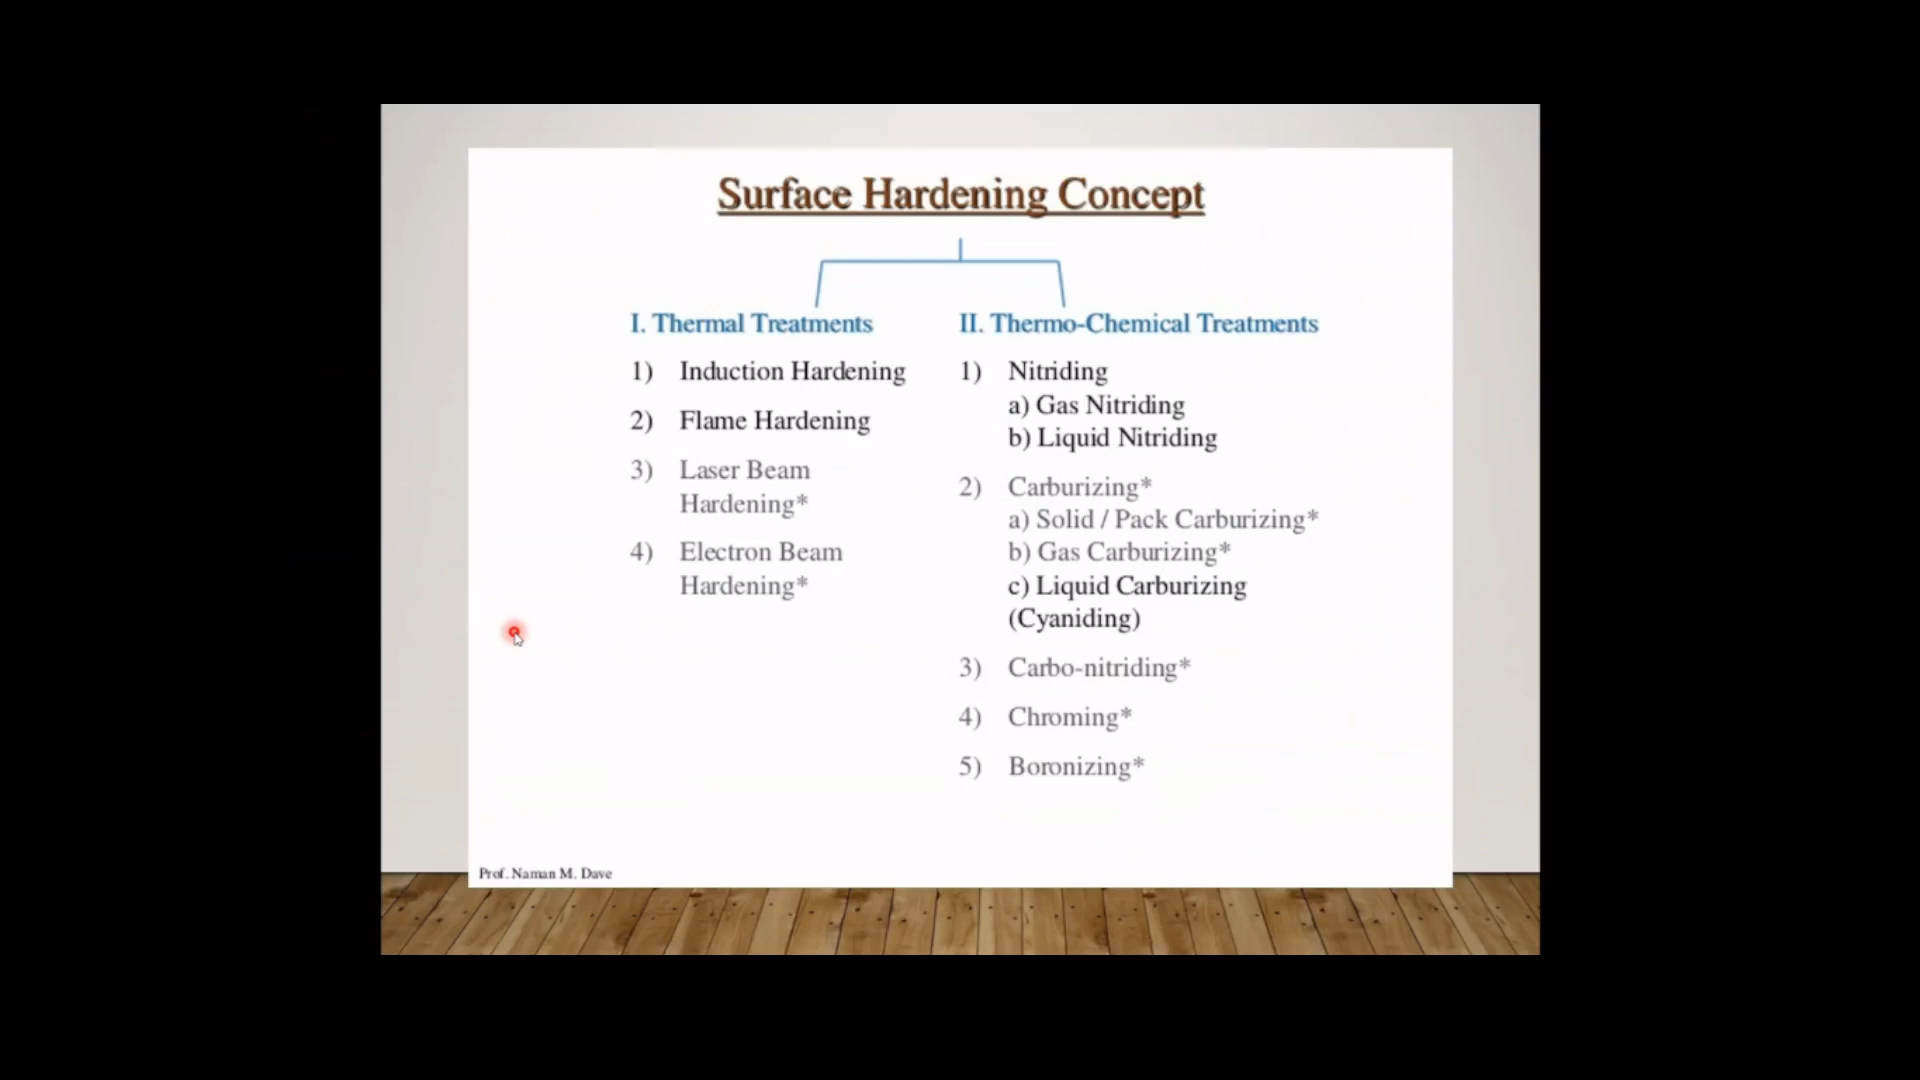 Surface Hardening Concept
I. Thermal Treatments
1) Induction Hardening
2) Flame Hardening
3) Laser Beam
Hardening*
4) Electron Beam
Hardening*
II. Thermo-Chemical Treatments
1) Nitriding
a) Gas Nitriding
b) Liquid Nitriding
2) Carburizing*
a) Solid / Pack Carburizing*
b) Gas Carburizing*
c) Liquid Carburizing
(Cyaniding)
3) Carbo-nitriding*
4) Chroming*
5) Boronizing*
Prof. Naman M. Dave